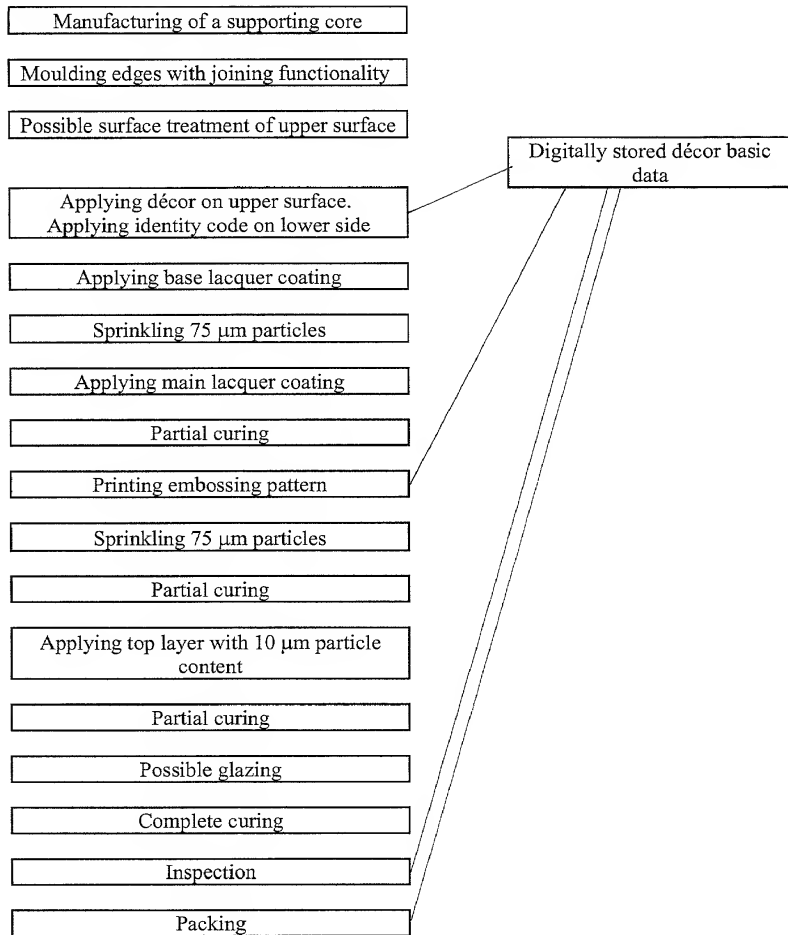 Manufacturing of a supporting core
Moulding edges with joining functionality
Possible surface treatment of upper surface
Digitally stored décor basic
data
Applying décor on upper surface.
Applying identity code on lower side
Applying base lacquer coating
Sprinkling 75 μm particles
Applying main lacquer coating
Partial curing
Printing embossing pattern
Sprinkling 75 μm particles
Partial curing
Applying top layer with 10 μm particle
content
Partial curing
Possible glazing
Complete curing
Inspection
Packing